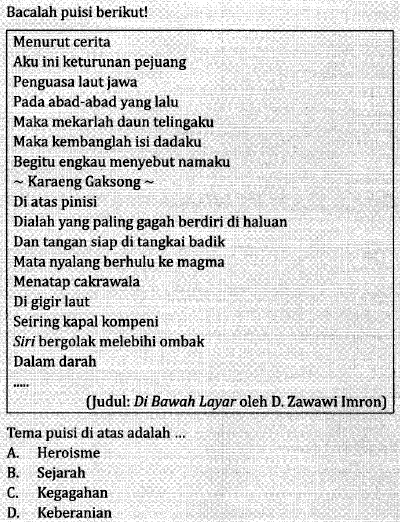 Bacalah puisi berikut!
Menurut cerita
Aku ini keturunan pejuang
Penguasa laut jawa
Pada abad-abad yang lalu
Maka mekarlah daun telingaku
Maka kembanglah isi dadaku
Begitu engkau menyebut namaku
~ Karaeng Gaksong ~
Di atas pinisi
Dialah yang paling gagah berdiri di haluan
Dan tangan siap di tangkai badik
Mata nyalang berhulu ke magma
Menatap cakrawala
Di gigir laut
Seiring kapal kompeni
Siri bergolak melebihi ombak
Dalam darah
.....
(Judul: Di Bawah Layar oleh D. Zawawi Imron)
Tema puisi di atas adalah ...
A. Heroisme
B. Sejarah
C. Kegagahan
D. Keberanian